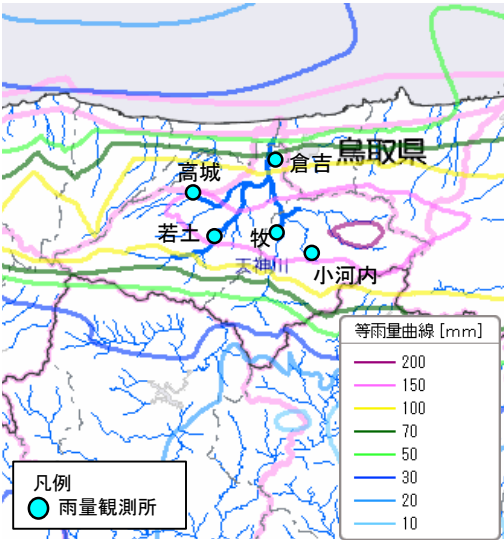 鳥取県
倉吉
高城
若土
牧
天神川
小河内
等雨量曲線 [mm]
200
150
100
70
50
30
20
10
凡例
雨量観測所